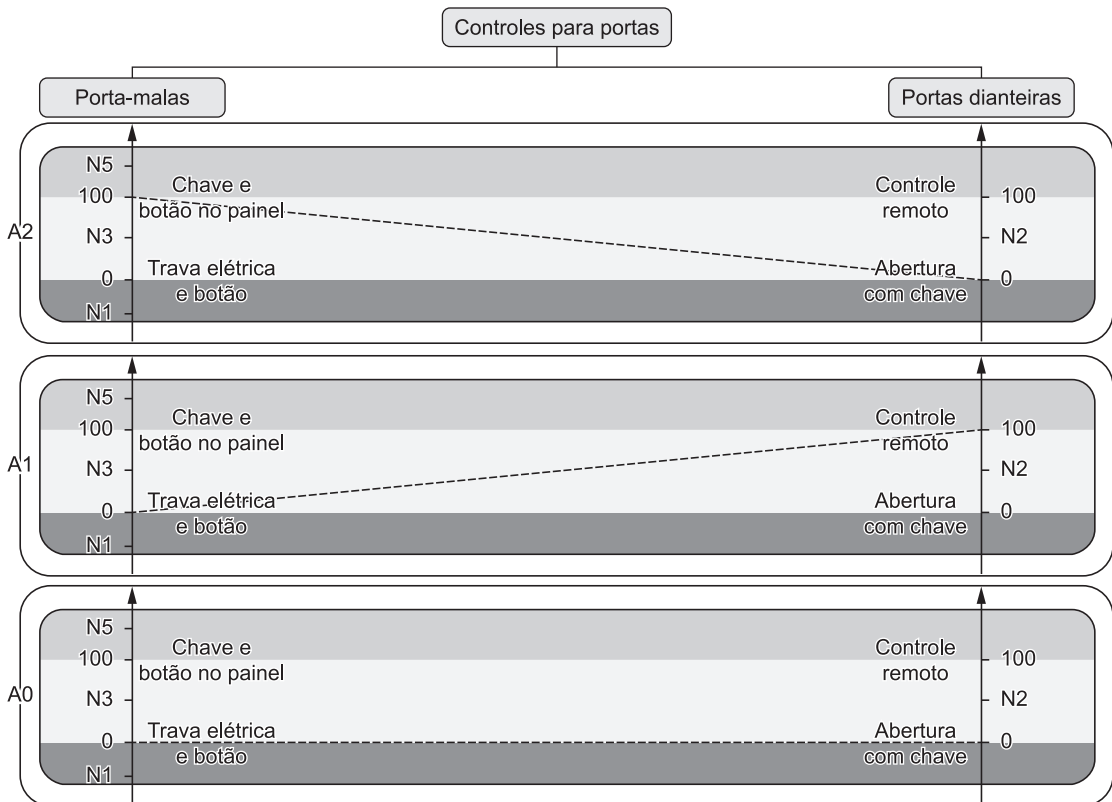 Controles para portas
Porta-malas
Portas dianteiras
A2
N5
100
N3
0
N1
Chave e
botão no painel
Trava elétrica
e botão
Controle
remoto
Abertura
com chave
100
N2
0
A1
N5
100
N3
0
N1
Chave e
botão no painel
Trava elétrica
e botão
Controle
remoto
Abertura
com chave
100
N2
0
A0
N5
100
N3
0
N1
Chave e
botão no painel
Trava elétrica
e botão
Controle
remoto
Abertura
com chave
100
N2
0